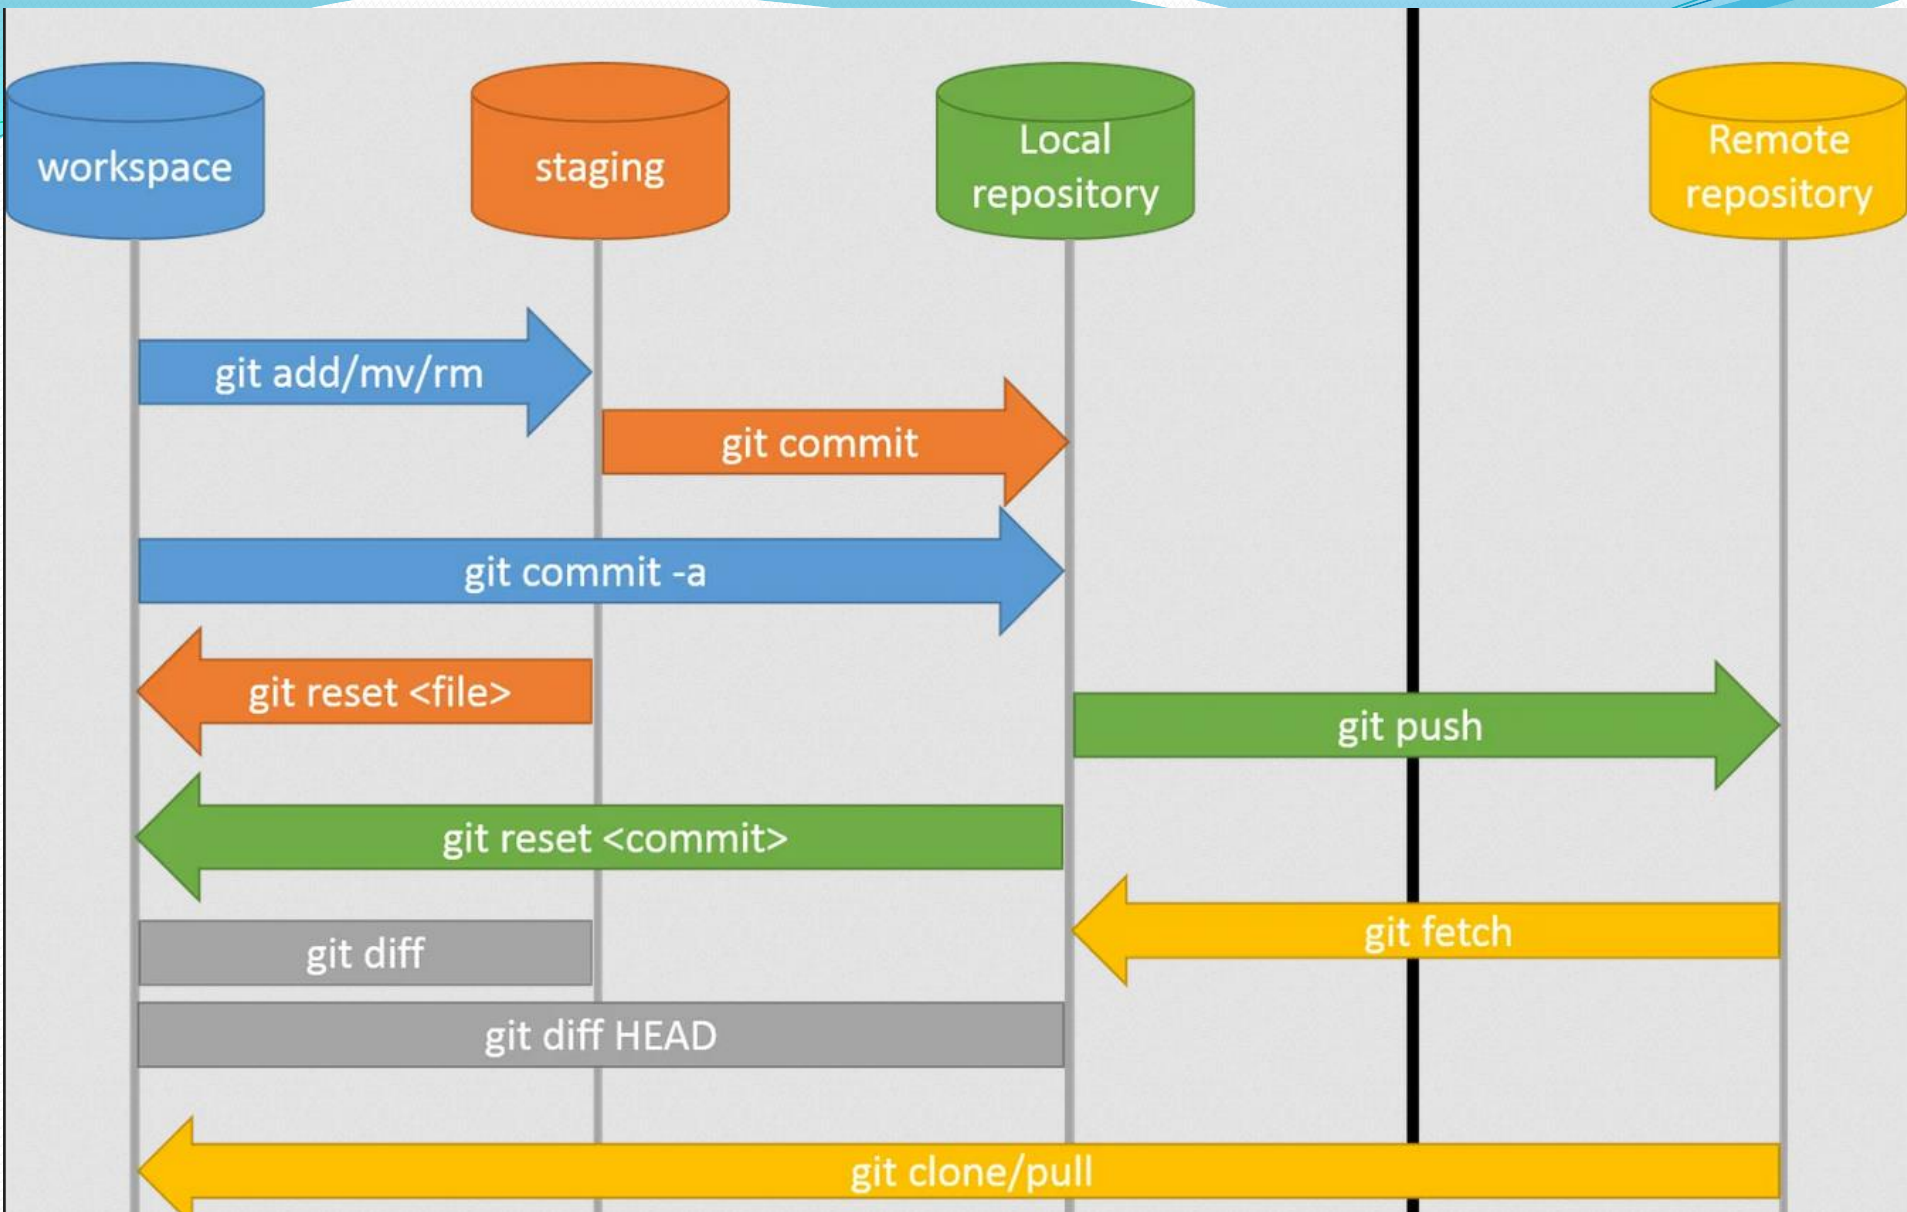 workspace
staging
Local
repository
Remote
repository
git add/mv/rm
git commit
git commit -a
git reset <file>
git push
git reset <commit>
git fetch
git diff
git diff HEAD
git clone/pull